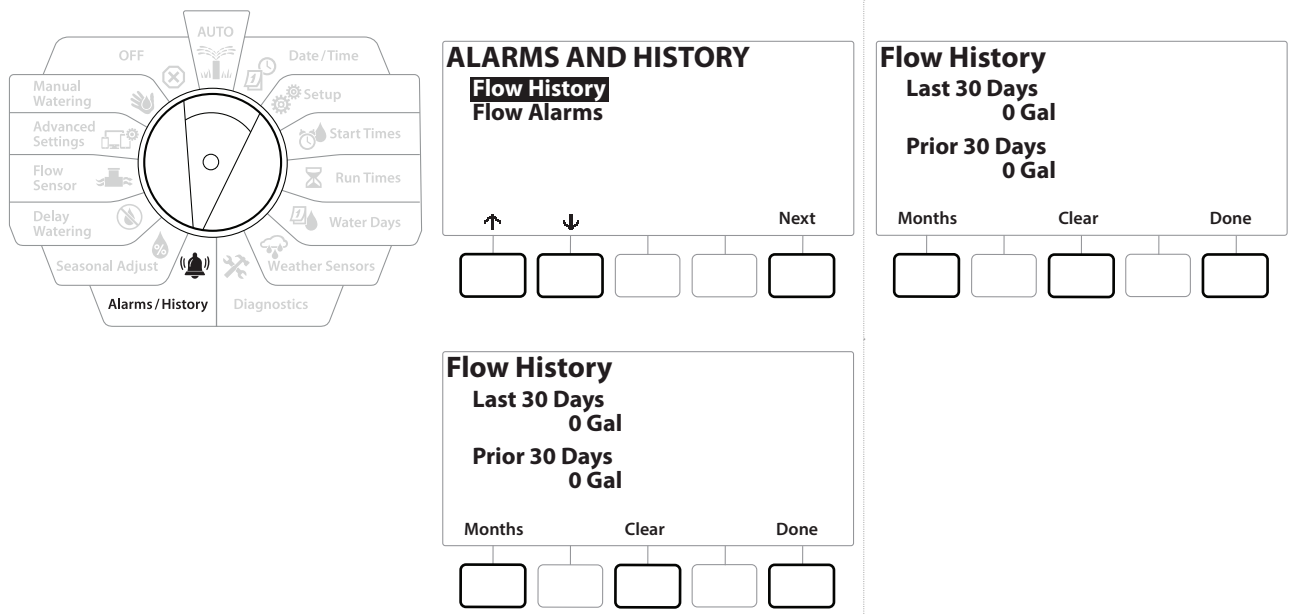 AUTO
OFF
Date/Time
Manual
Watering
Setup
Advanced
Settings
Start Times
Flow
Sensor
Run Times
Delay
Watering
Water Days
Seasonal Adjust
%
Weather Sensors
Alarms/History
Diagnostics
ALARMS AND HISTORY
Flow History
Flow Alarms
Next
Flow History
Last 30 Days
0 Gal
Prior 30 Days
0 Gal
Months Clear Done
Flow History
Last 30 Days
0 Gal
Prior 30 Days
0 Gal
Months Clear Done